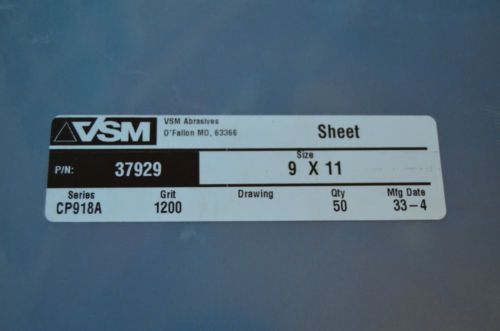 VSM
VSM Abrasives
O'Fallon MO, 63366
Sheet
P/N: 37929
Size
9 X 11
Series Grit Drawing Qty Mfg Date
CP918A 1200 50 33-4